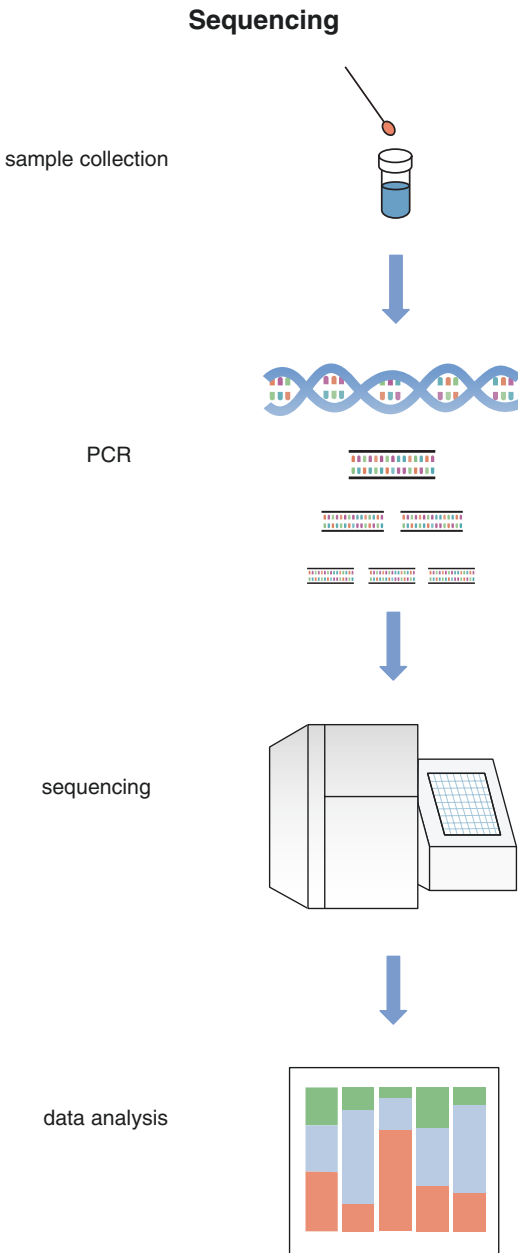 Sequencing
sample collection
PCR
sequencing
data analysis